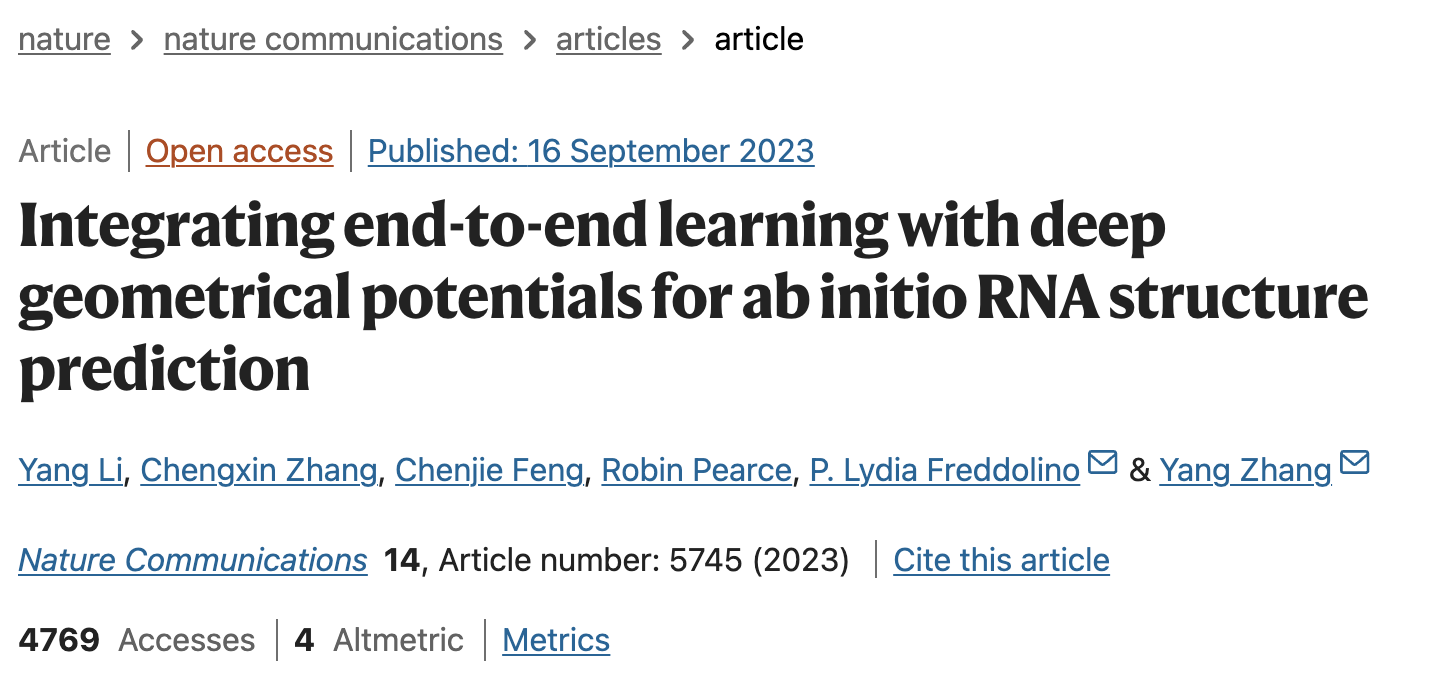 nature > nature communications > articles > article
Article | Open access | Published: 16 September 2023
Integrating end-to-end learning with deep
geometrical potentials for ab initio RNA structure
prediction
Yang Li, Chengxin Zhang, Chenjie Feng, Robin Pearce, P. Lydia Freddolino & Yang Zhang
Nature Communications 14, Article number: 5745 (2023) | Cite this article
4769 Accesses | 4 Altmetric | Metrics